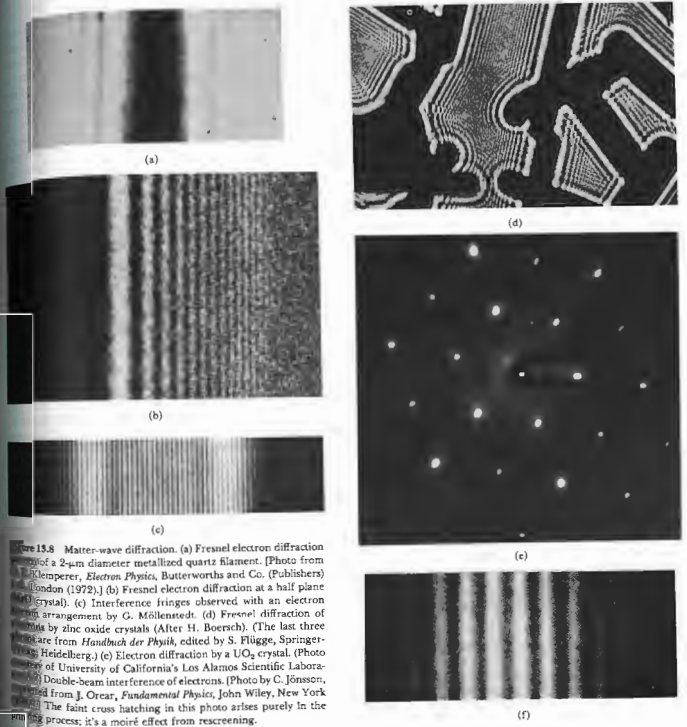 (a)
(b)
(c)
13.8 Matter-wave diffraction. (a) Fresnel electron diffraction
of a 2-μm diameter metallized quartz filament. [Photo from
Klemperer, Electron Physics, Butterworths and Co. (Publishers)
London (1972).] (b) Fresnel electron diffraction at a half plane
crystal). (c) Interference fringes observed with an electron
arrangement by G. Möllenstedt. (d) Fresnel diffraction of
by zinc oxide crystals (After H. Boersch). (The last three
are from Handbuch der Physik, edited by S. Flügge, Springer-
Heidelberg.) (e) Electron diffraction by a UO₂ crystal. (Photo
of University of California's Los Alamos Scientific Labora-
Double-beam interference of electrons. [Photo by C. Jönsson,
from J. Orear, Fundamental Physics, John Wiley, New York
The faint cross hatching in this photo arises purely in the
process; it's a moiré effect from rescreening.
(d)
(e)
(f)